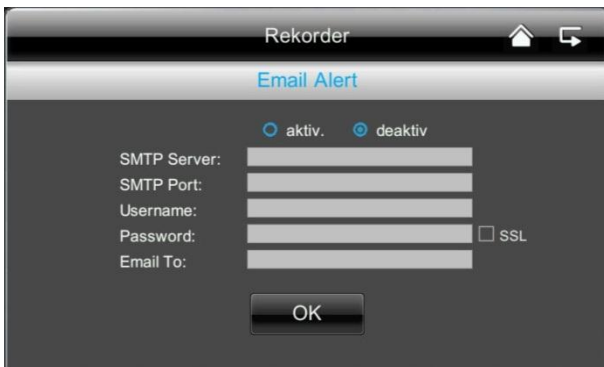 Rekorder
Email Alert
aktiv. deaktiv
SMTP Server:
SMTP Port:
Username:
Password: SSL
Email To:
OK